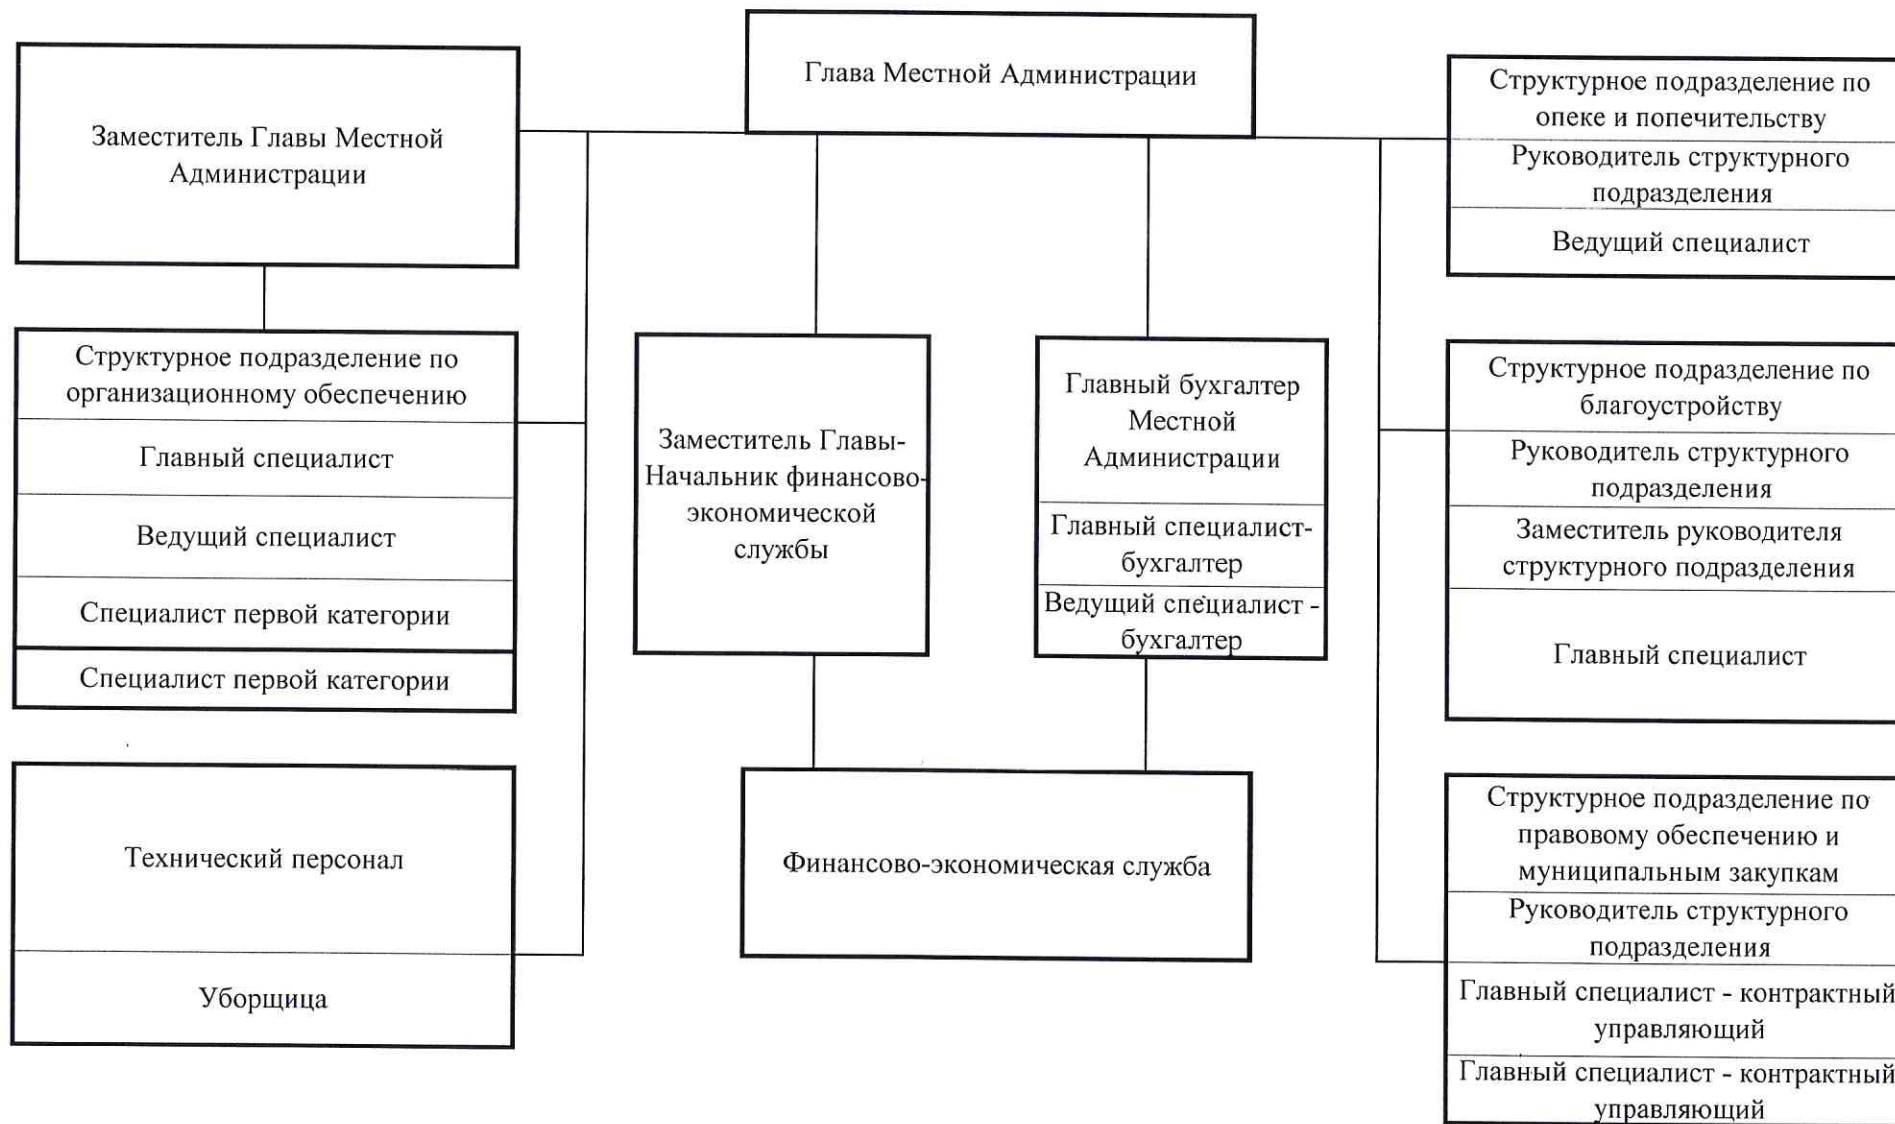 Глава Местной Администрации
Заместитель Главы Местной
Администрации
Структурное подразделение по
организационному обеспечению
Главный специалист
Ведущий специалист
Специалист первой категории
Специалист первой категории
Технический персонал
Уборщица
Заместитель Главы-
Начальник финансово-
экономической
службы
Главный бухгалтер
Местной
Администрации
Главный специалист-
бухгалтер
Ведущий специалист -
бухгалтер
Финансово-экономическая служба
Структурное подразделение по
опеке и попечительству
Руководитель структурного
подразделения
Ведущий специалист
Структурное подразделение по
благоустройству
Руководитель структурного
подразделения
Заместитель руководителя
структурного подразделения
Главный специалист
Структурное подразделение по
правовому обеспечению и
муниципальным закупкам
Руководитель структурного
подразделения
Главный специалист - контрактный
управляющий
Главный специалист - контрактный
управляющий